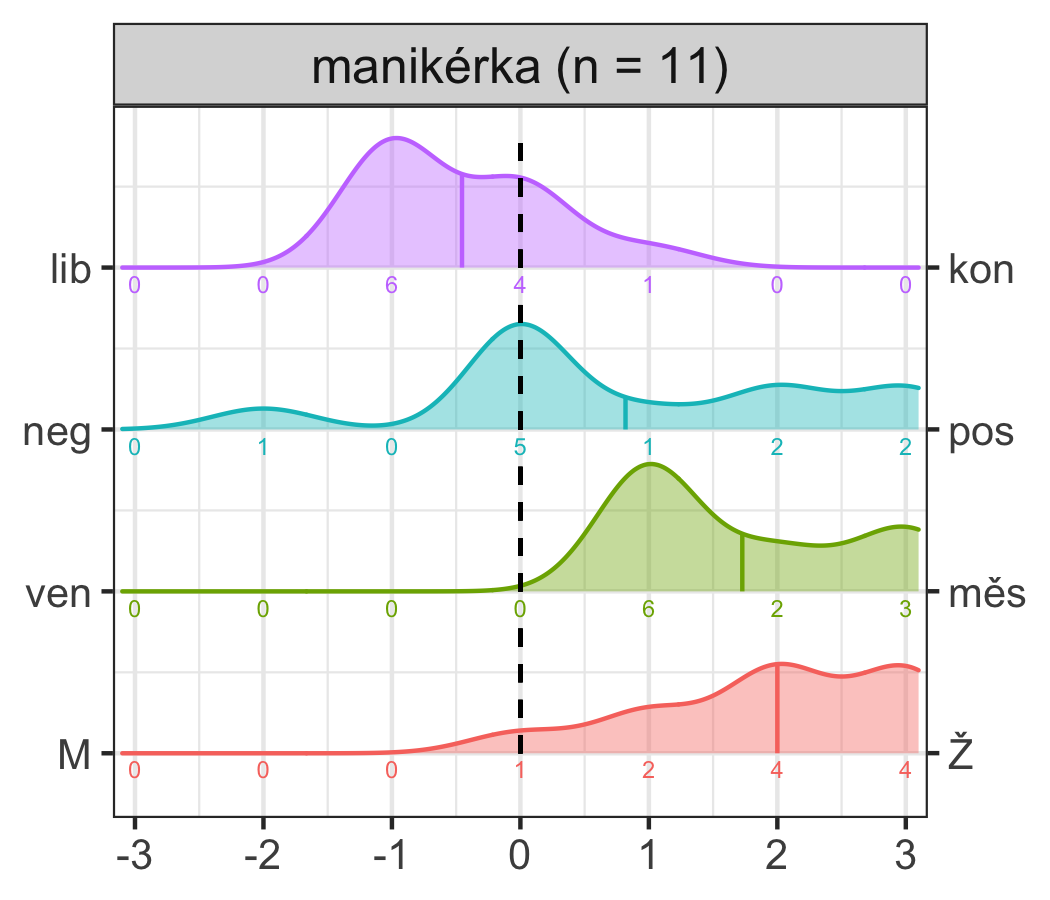 manikérka (n = 11)
lib kon
0 0 6 4 1 0 0
neg pos
0 1 0 5 1 2 2
ven měs
0 0 0 0 6 2 3
M Ž
0 0 0 1 2 4 4
-3 -2 -1 0 1 2 3